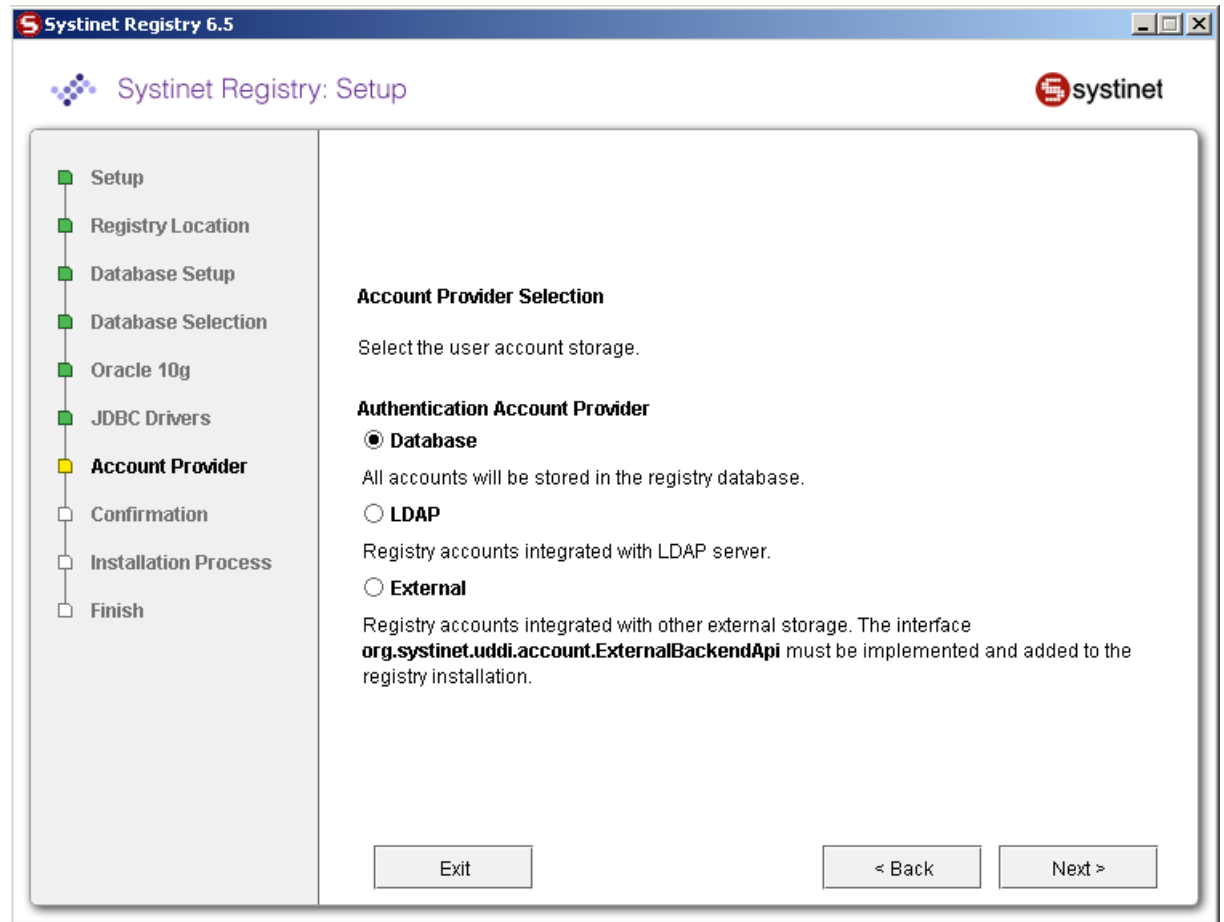 Systinet Registry 6.5
Systinet Registry: Setup
systinet
Setup
Registry Location
Database Setup
Database Selection
Oracle 10g
JDBC Drivers
Account Provider
Confirmation
Installation Process
Finish
Account Provider Selection
Select the user account storage.
Authentication Account Provider
Database
All accounts will be stored in the registry database.
LDAP
Registry accounts integrated with LDAP server.
External
Registry accounts integrated with other external storage. The interface
org.systinet.uddi.account.ExternalBackendApi must be implemented and added to the
registry installation.
Exit
< Back
Next >